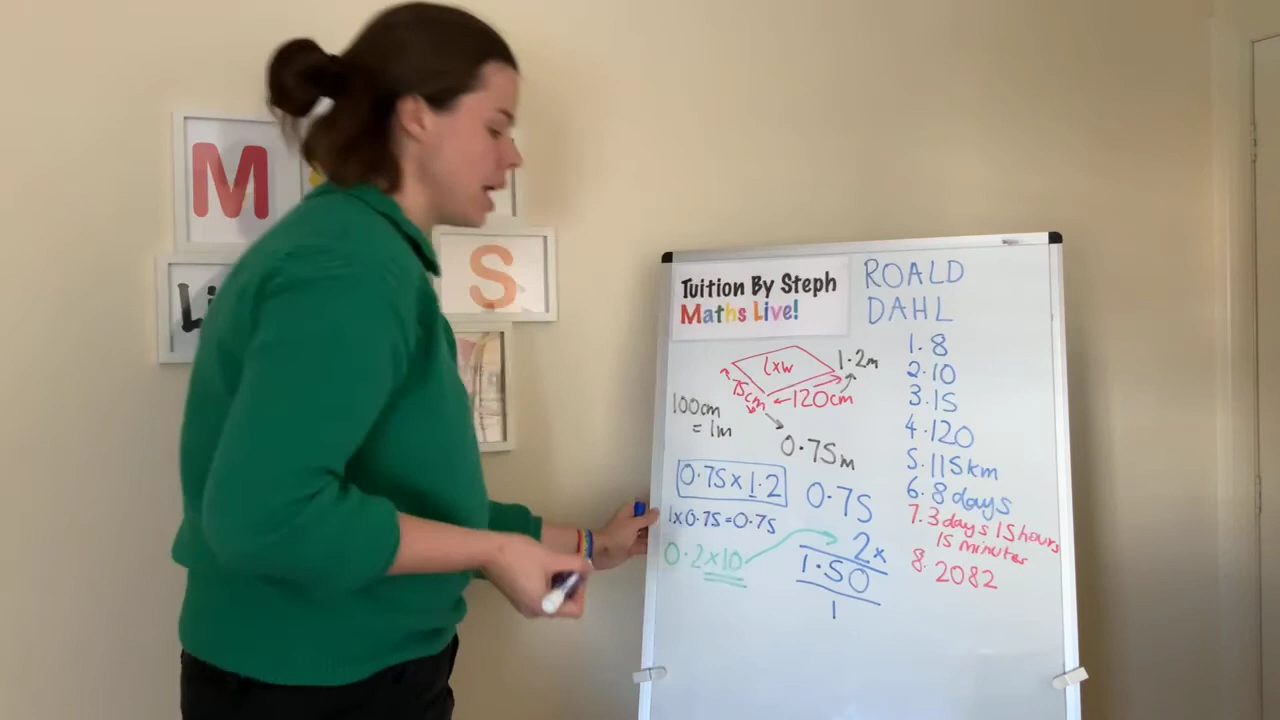 M
Li
S
Tuition By Steph
Maths Live!
ROALD
DAHL
l×w
1.2m
75cm
120cm
100cm
= 1m
0.75m
0.75 × 1.2
1×0.75=0.75
0.2×10
0.75
2×
1.50
1
1. 8
2. 10
3. 15
4. 120
5. 115km
6. 8 days
7. 3 days 15 hours
15 minutes
8. 2082